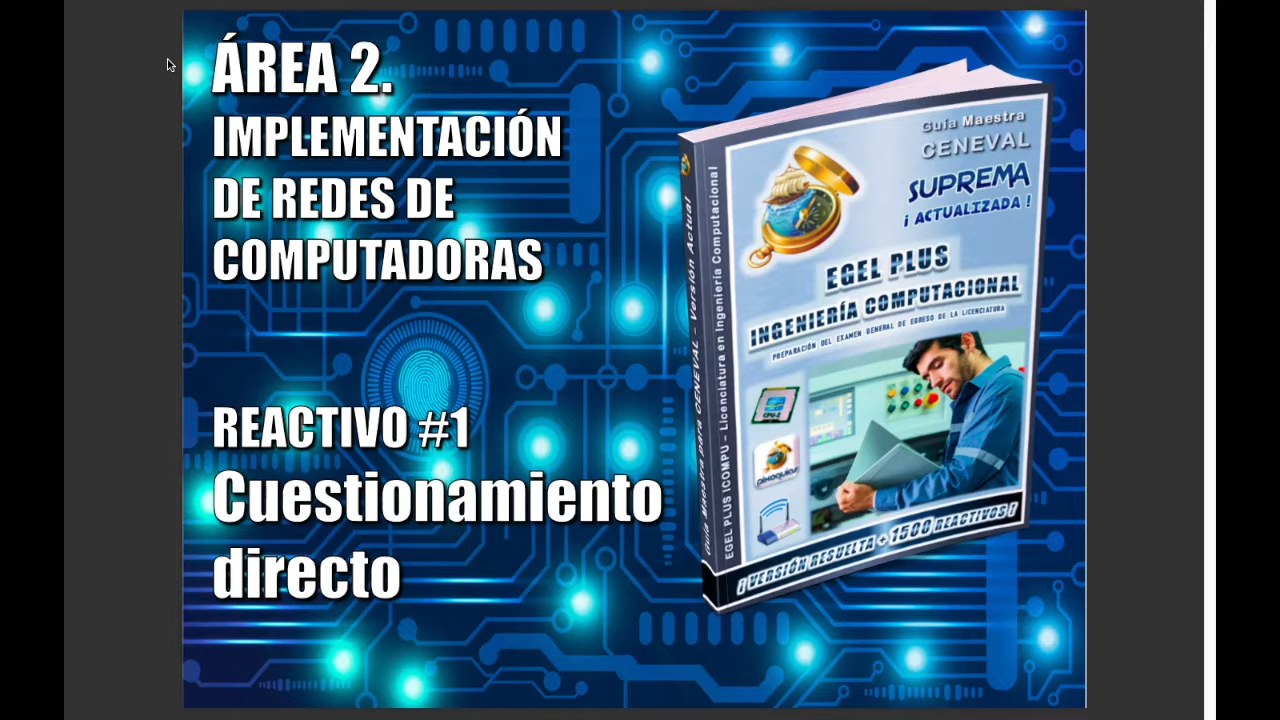 ÁREA 2.
IMPLEMENTACIÓN
DE REDES DE
COMPUTADORAS
REACTIVO #1
Cuestionamiento
directo
Guía Maestra
CENEVAL
SUPREMA
¡ ACTUALIZADA !
EGEL PLUS
INGENIERÍA COMPUTACIONAL
PREPARACIÓN DEL EXAMEN GENERAL DE EGRESO DE LA LICENCIATURA
CPU-Z
pixoguias
¡ VERSIÓN RESUELTA + 1500 REACTIVOS !
Guía Maestra para CENEVAL – Versión Actual
EGEL PLUS ICOMPU – Licenciatura en Ingeniería Computacional